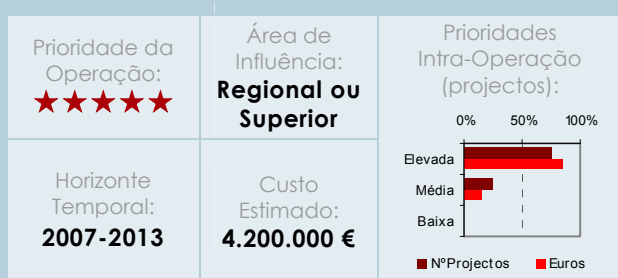 Prioridade da
Operação:
★★★★★
Área de
Influência:
Regional ou
Superior
Horizonte
Temporal:
2007-2013
Custo
Estimado:
4.200.000 €
Prioridades
Intra-Operação
(projectos):
0% 50% 100%
Elevada
Média
Baixa
NºProjectos Euros